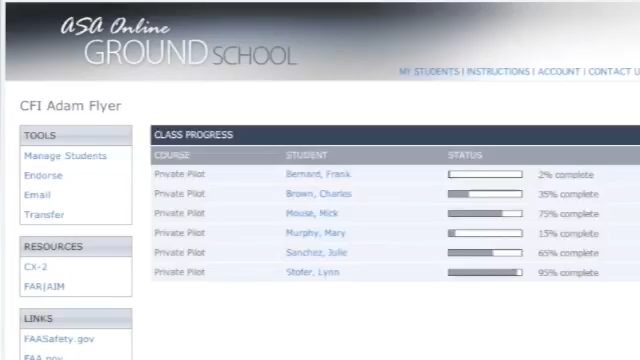 ASA Online
GROUND SCHOOL
MY STUDENTS | INSTRUCTIONS | ACCOUNT | CONTACT U
CFI Adam Flyer
TOOLS
Manage Students
Endorse
Email
Transfer
RESOURCES
CX-2
FAR|AIM
LINKS
FAASafety.gov
FAA.gov
CLASS PROGRESS
COURSE STUDENT STATUS
Private Pilot Bernard, Frank 2% complete
Private Pilot Brown, Charles 35% complete
Private Pilot Mouse, Mick 75% complete
Private Pilot Murphy, Mary 15% complete
Private Pilot Sanchez, Julie 65% complete
Private Pilot Stofer, Lynn 95% complete